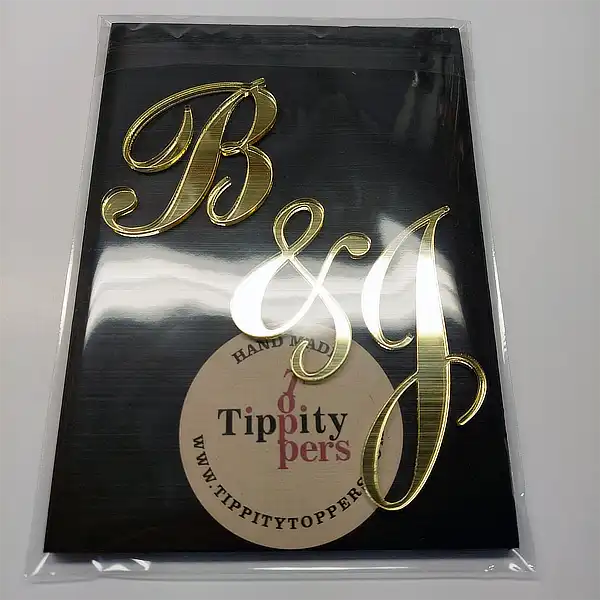 B
& J
HAND MADE
Tippity
Toppers
WWW.TIPPITYTOPPERS.